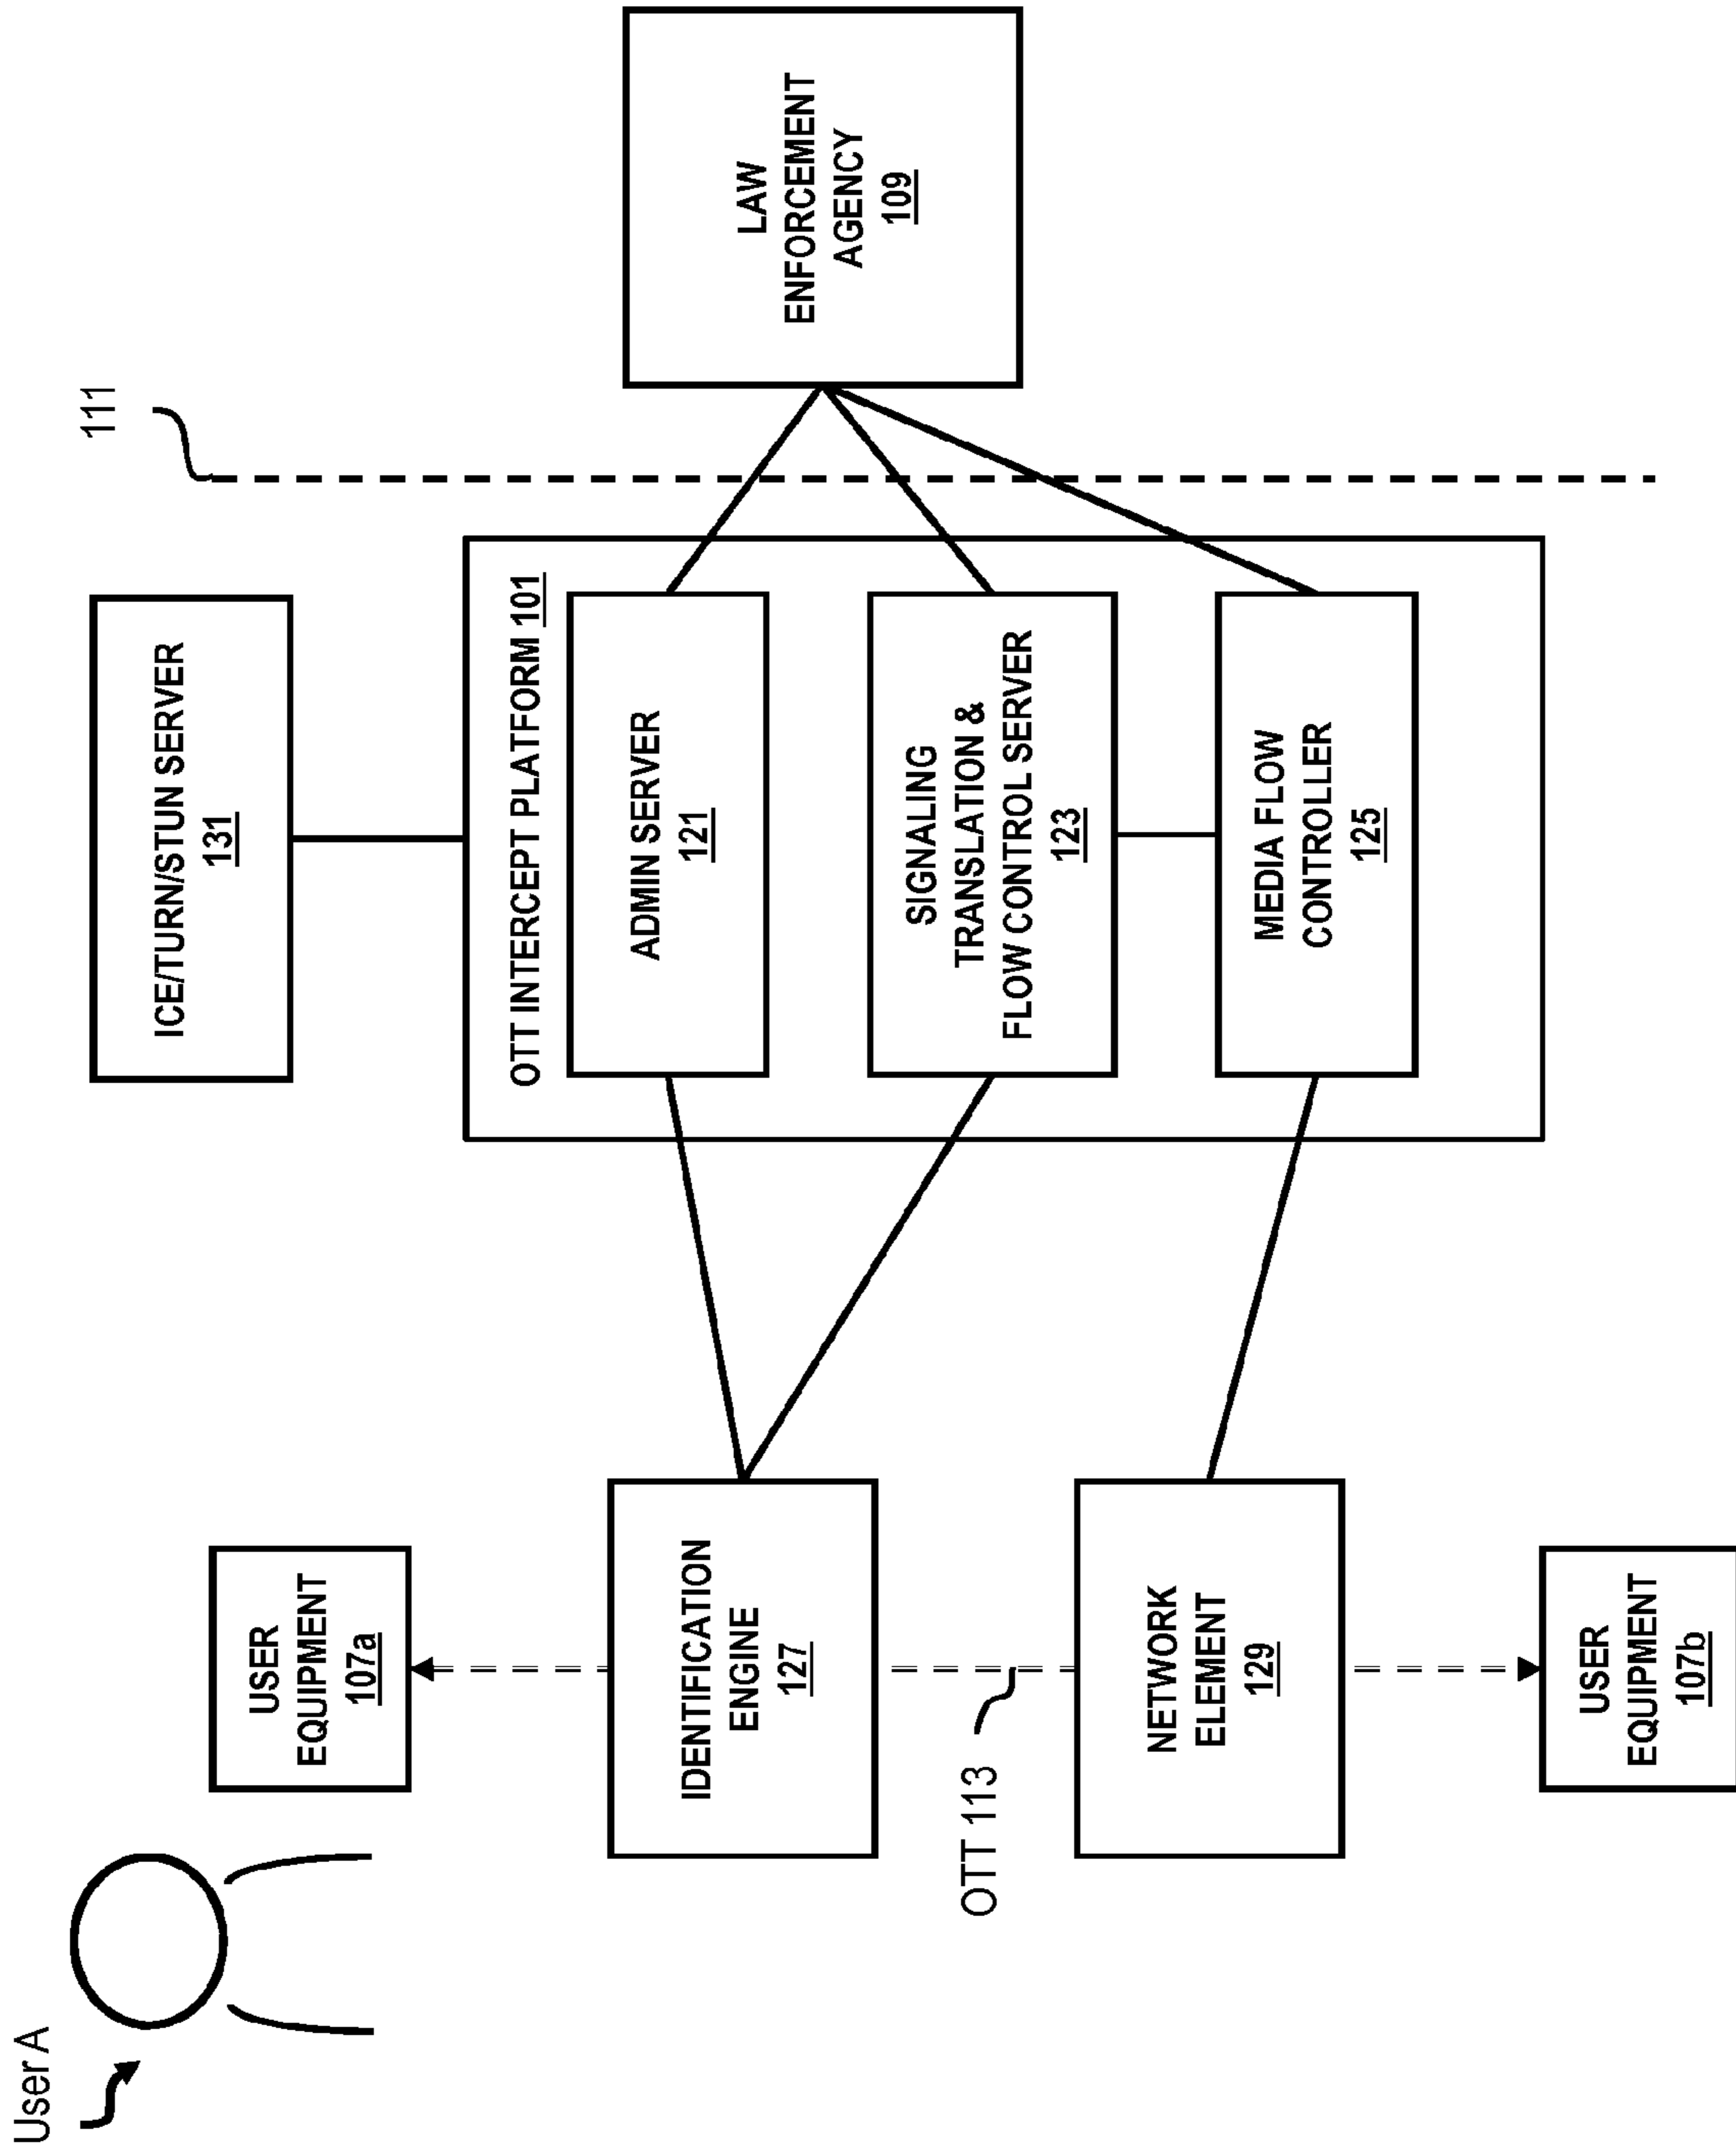 User A
USER
EQUIPMENT
107a
IDENTIFICATION
ENGINE
127
OTT 113
NETWORK
ELEMENT
129
USER
EQUIPMENT
107b
ICE/TURN/STUN SERVER
131
OTT INTERCEPT PLATFORM 101
ADMIN SERVER
121
SIGNALING
TRANSLATION &
FLOW CONTROL SERVER
123
MEDIA FLOW
CONTROLLER
125
111
LAW
ENFORCEMENT
AGENCY
109